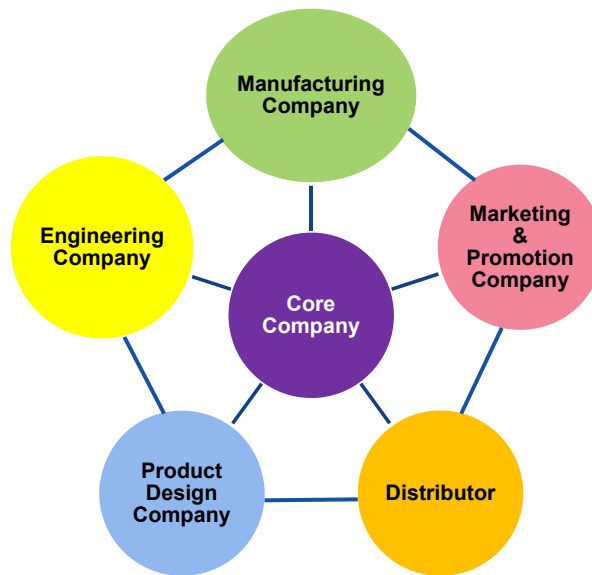 Manufacturing
Company
Engineering
Company
Marketing
&
Promotion
Company
Core
Company
Product
Design
Company
Distributor